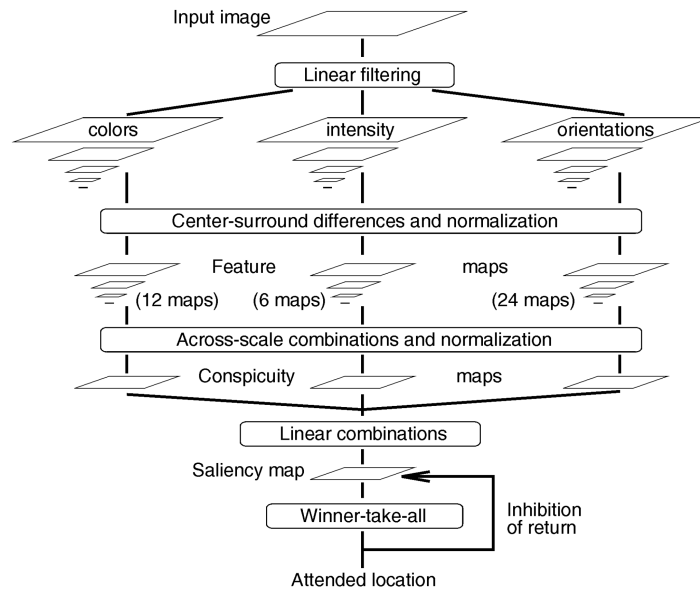 Input image
Linear filtering
colors
intensity
orientations
Center-surround differences and normalization
Feature maps
(12 maps) (6 maps) (24 maps)
Across-scale combinations and normalization
Conspicuity maps
Linear combinations
Saliency map
Winner-take-all
Inhibition
of return
Attended location